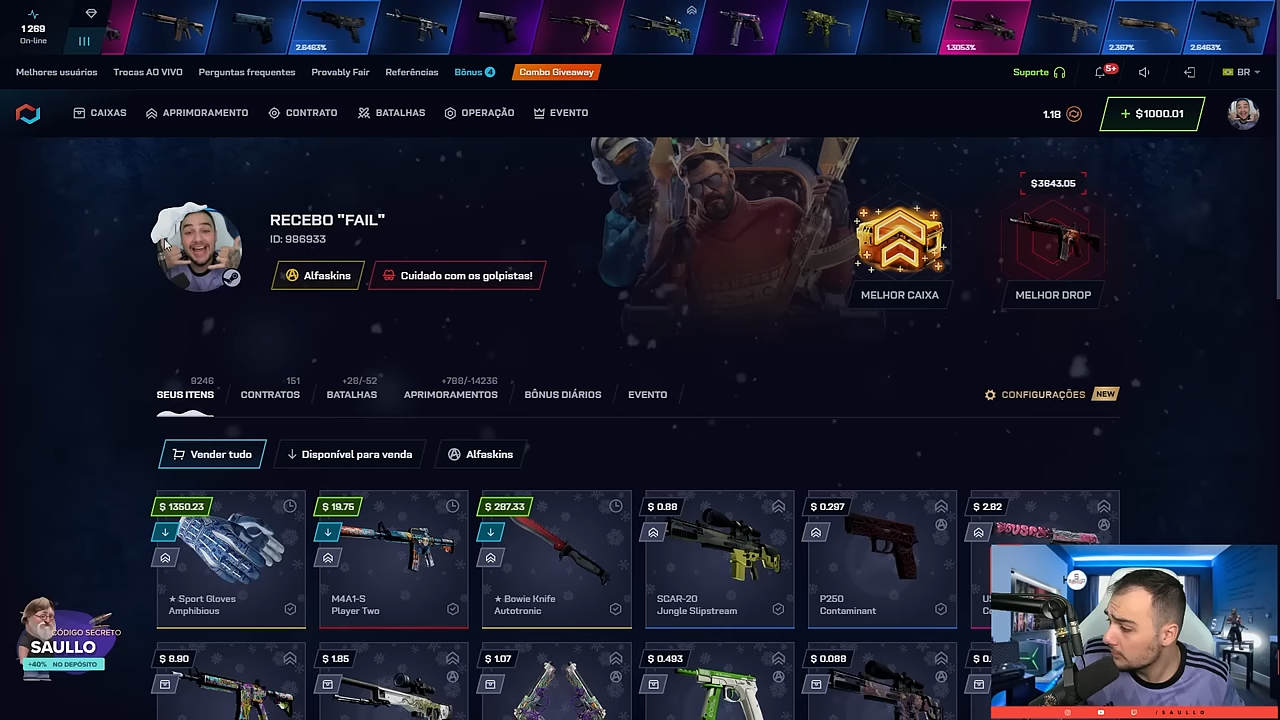 1 269
On-line
2.6463%
1.3053%
2.367%
2.6463%
Melhores usuários
Trocas AO VIVO
Perguntas frequentes
Provably Fair
Referências
Bônus 4
Combo Giveaway
Suporte
5+
BR
CAIXAS
APRIMORAMENTO
CONTRATO
BATALHAS
OPERAÇÃO
EVENTO
1.18
+ $1000.01
RECEBO "FAIL"
ID: 986933
Alfaskins
Cuidado com os golpistas!
MELHOR CAIXA
$3643.05
MELHOR DROP
9246
SEUS ITENS
151
CONTRATOS
+28/-52
BATALHAS
+788/-14236
APRIMORAMENTOS
BÔNUS DIÁRIOS
EVENTO
CONFIGURAÇÕES NEW
Vender tudo
Disponível para venda
Alfaskins
$ 1350.23
★ Sport Gloves
Amphibious
$ 19.75
M4A1-S
Player Two
$ 287.33
★ Bowie Knife
Autotronic
$ 0.88
SCAR-20
Jungle Slipstream
$ 0.297
P250
Contaminant
$ 2.82
$ 8.90
$ 1.85
$ 1.07
$ 0.493
$ 0.088
CÓDIGO SECRETO
SAULLO
+40% NO DEPÓSITO
/SAULLO